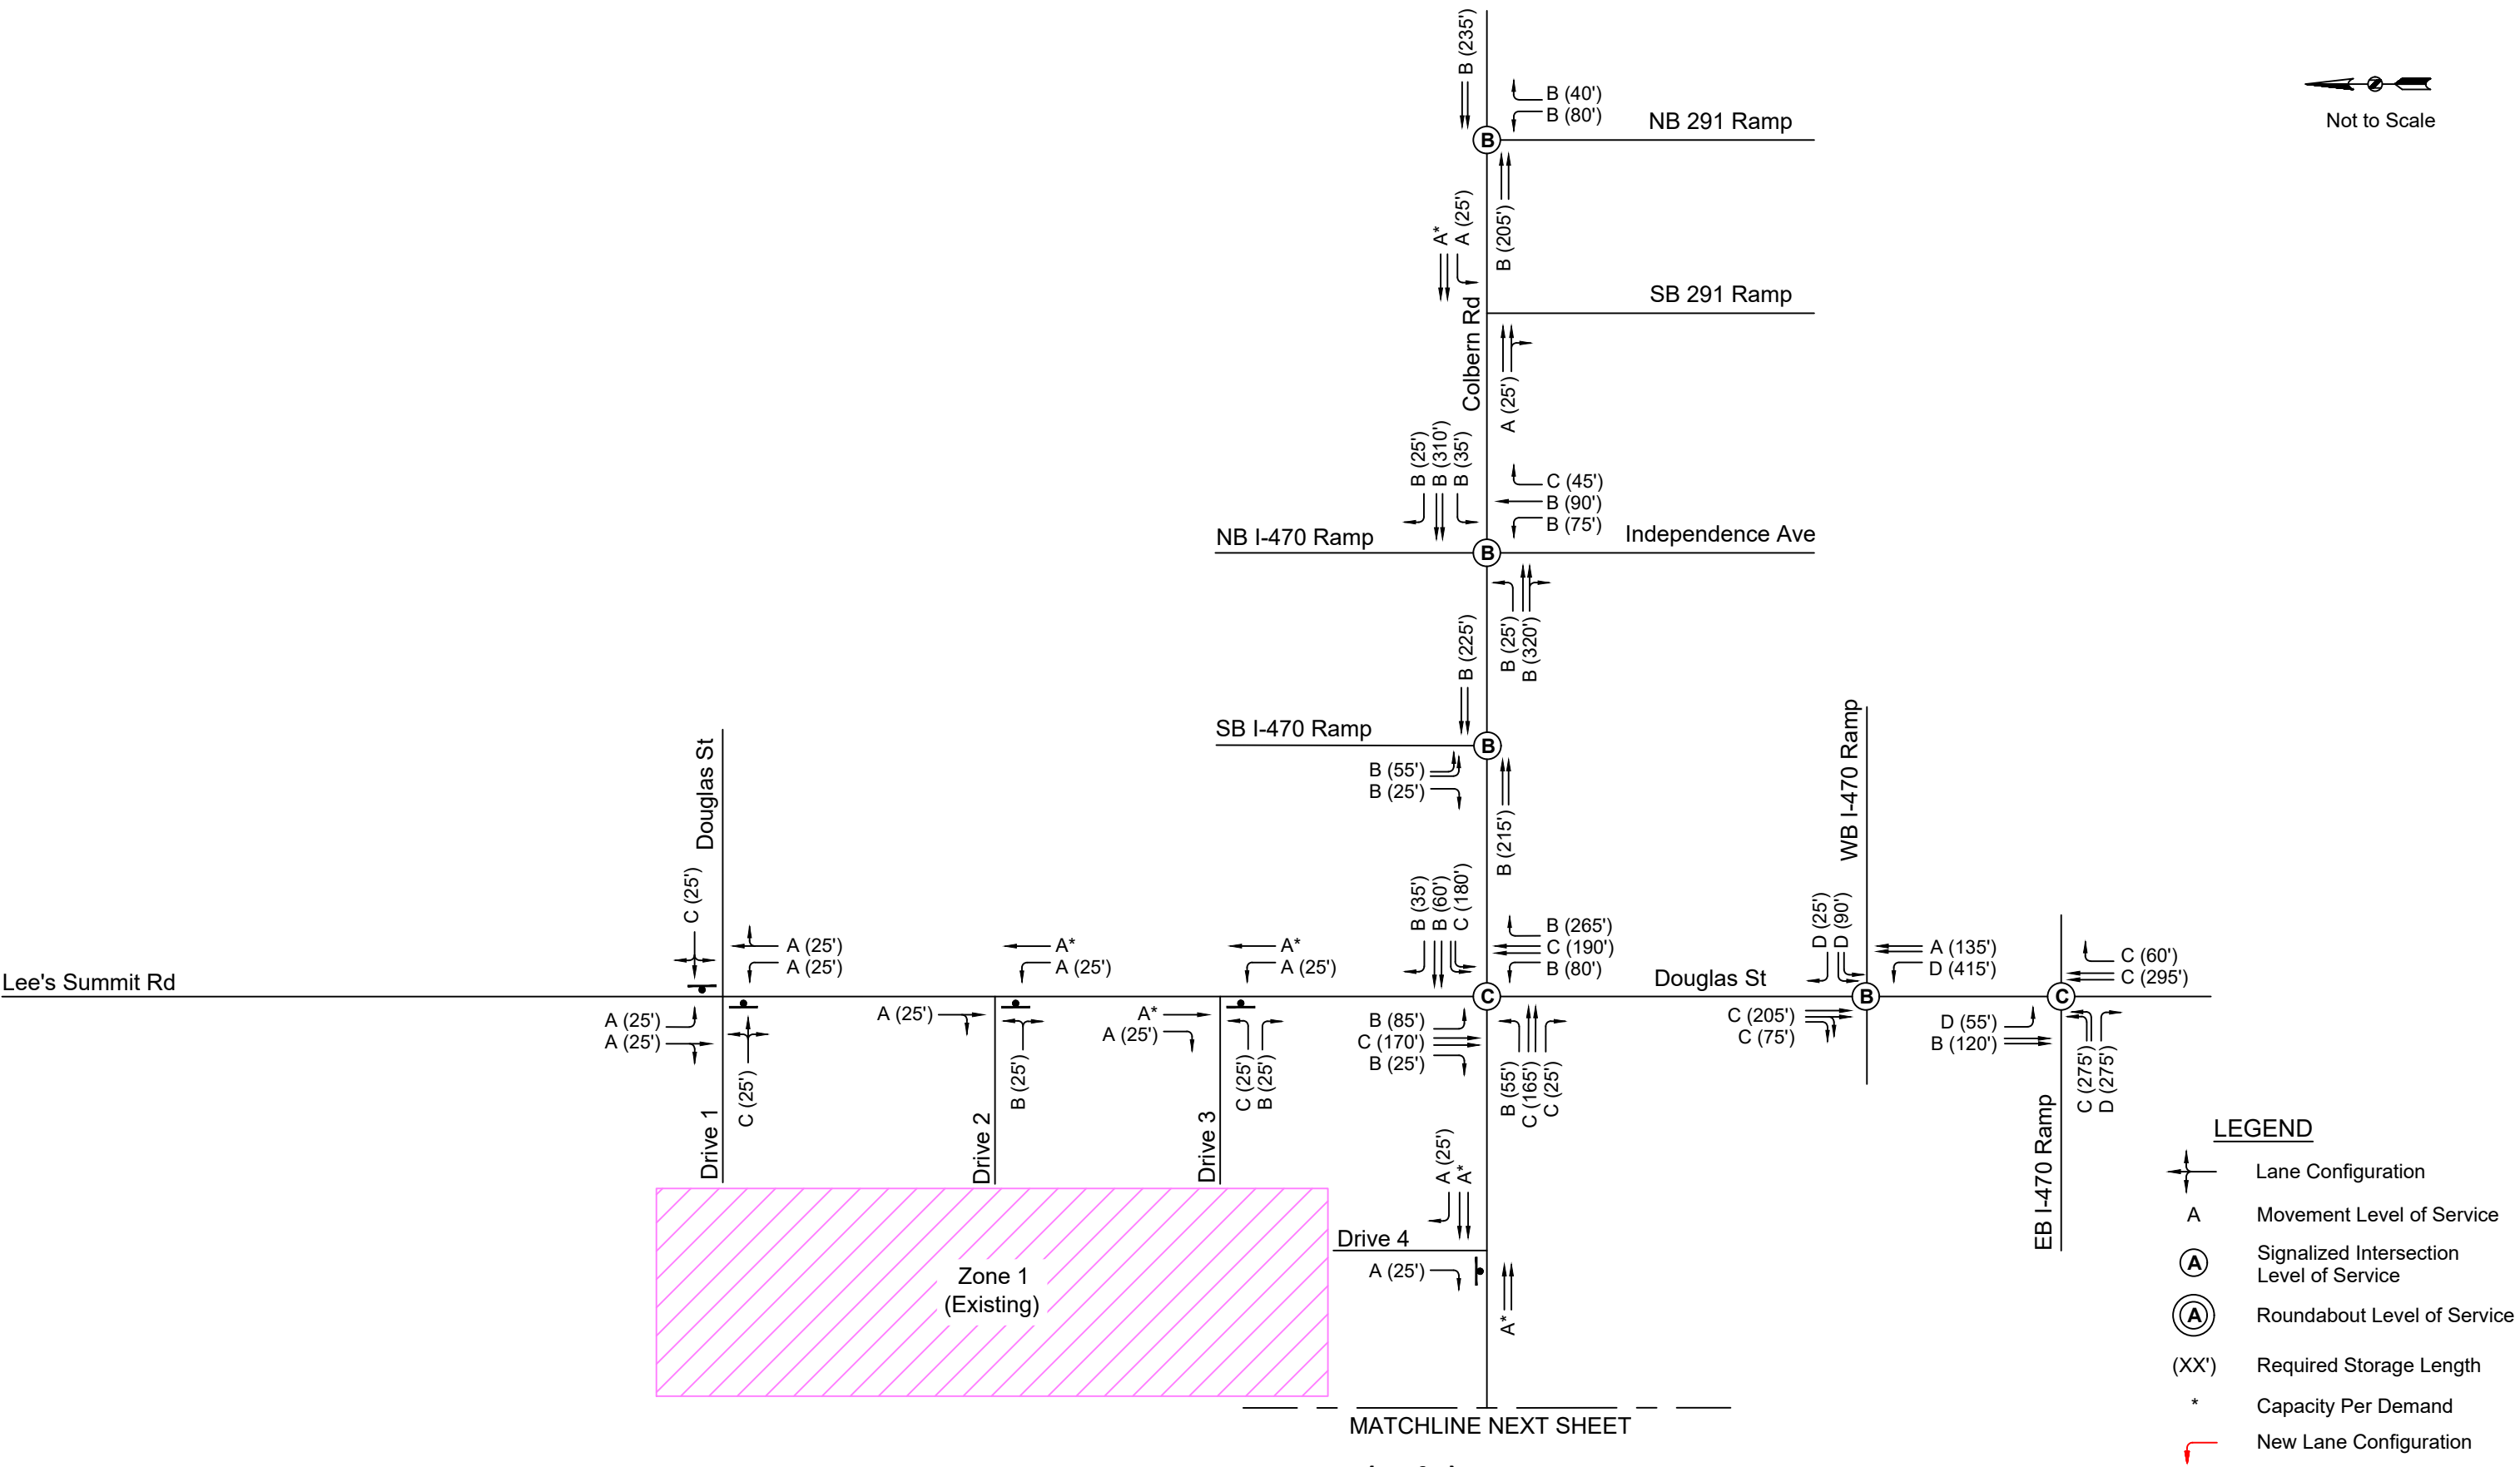 B (235')
B (40')
B (80')
NB 291 Ramp
Not to Scale
B
A*
A (25')
B (205')
SB 291 Ramp
Colbern Rd
A (25')
B (25')
B (310')
B (35')
C (45')
B (90')
B (75')
NB I-470 Ramp
Independence Ave
B
B (225')
B (25')
B (320')
SB I-470 Ramp
B
B (55')
B (25')
B (215')
Douglas St
C (25')
A (25')
A (25')
A*
A (25')
A*
A (25')
B (35')
B (60')
C (180')
B (265')
C (190')
B (80')
WB I-470 Ramp
D (25')
D (90')
A (135')
D (415')
C (60')
C (295')
Lee's Summit Rd
Douglas St
C
B
C
A (25')
A (25')
C (25')
A (25')
B (25')
A*
A (25')
C (25')
B (25')
B (85')
C (170')
B (25')
B (55')
C (165')
C (25')
C (205')
C (75')
D (55')
B (120')
C (275')
D (275')
Drive 1
Drive 2
Drive 3
A (25')
A*
Drive 4
A (25')
A*
EB I-470 Ramp
Zone 1
(Existing)
MATCHLINE NEXT SHEET
LEGEND
Lane Configuration
A
Movement Level of Service
A
Signalized Intersection
Level of Service
A
Roundabout Level of Service
(XX')
Required Storage Length
*
Capacity Per Demand
New Lane Configuration